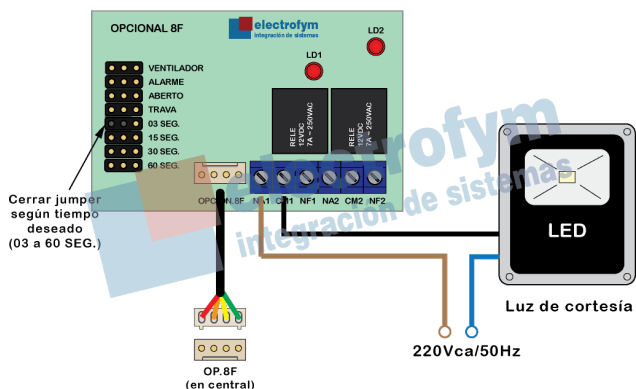 OPCIONAL 8F
electrofym
integración de sistemas
LD2
LD1
VENTILADOR
ALARME
ABERTO
TRAVA
03 SEG.
15 SEG.
30 SEG.
60 SEG.
RELE
12VDC
7A ~ 250VAC
RELE
12VDC
7A ~ 250VAC
OPCION.8F
NA1 CM1 NF1 NA2 CM2 NF2
Cerrar jumper
según tiempo
deseado
(03 a 60 SEG.)
electrofym
integración de sistemas
LED
Luz de cortesía
220Vca/50Hz
OP.8F
(en central)